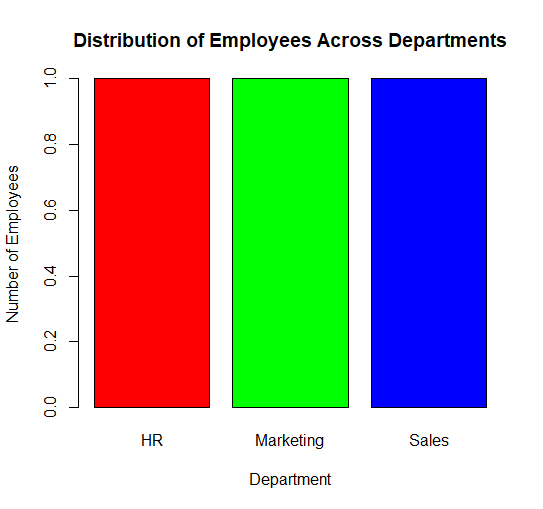 Distribution of Employees Across Departments
Number of Employees
1.0
0.8
0.6
0.4
0.2
0.0
HR Marketing Sales
Department